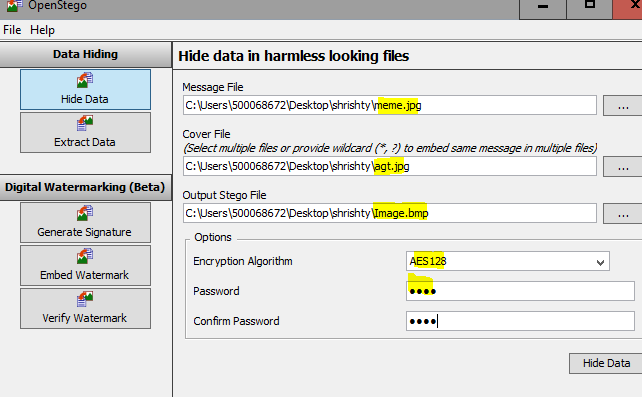 OpenStego
File Help
Data Hiding
Hide Data
Extract Data
Digital Watermarking (Beta)
Generate Signature
Embed Watermark
Verify Watermark
Hide data in harmless looking files
Message File
C:\Users\500068672\Desktop\shrishty\meme.jpg
...
Cover File
(Select multiple files or provide wildcard (*, ?) to embed same message in multiple files)
C:\Users\500068672\Desktop\shrishty\agt.jpg
...
Output Stego File
C:\Users\500068672\Desktop\shrishty\Image.bmp
...
Options
Encryption Algorithm AES128
Password ●●●●
Confirm Password ●●●●
Hide Data